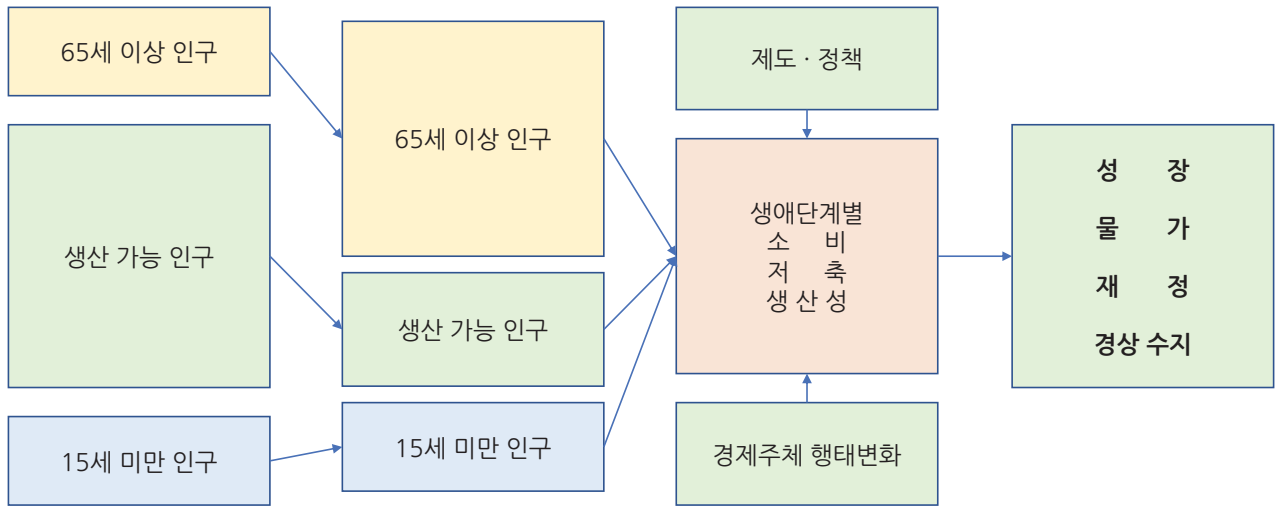 65세 이상 인구
생산 가능 인구
15세 미만 인구
65세 이상 인구
생산 가능 인구
15세 미만 인구
제도 · 정책
생애단계별
소 비
저 축
생 산 성
경제주체 행태변화
성 장
물 가
재 정
경상 수지